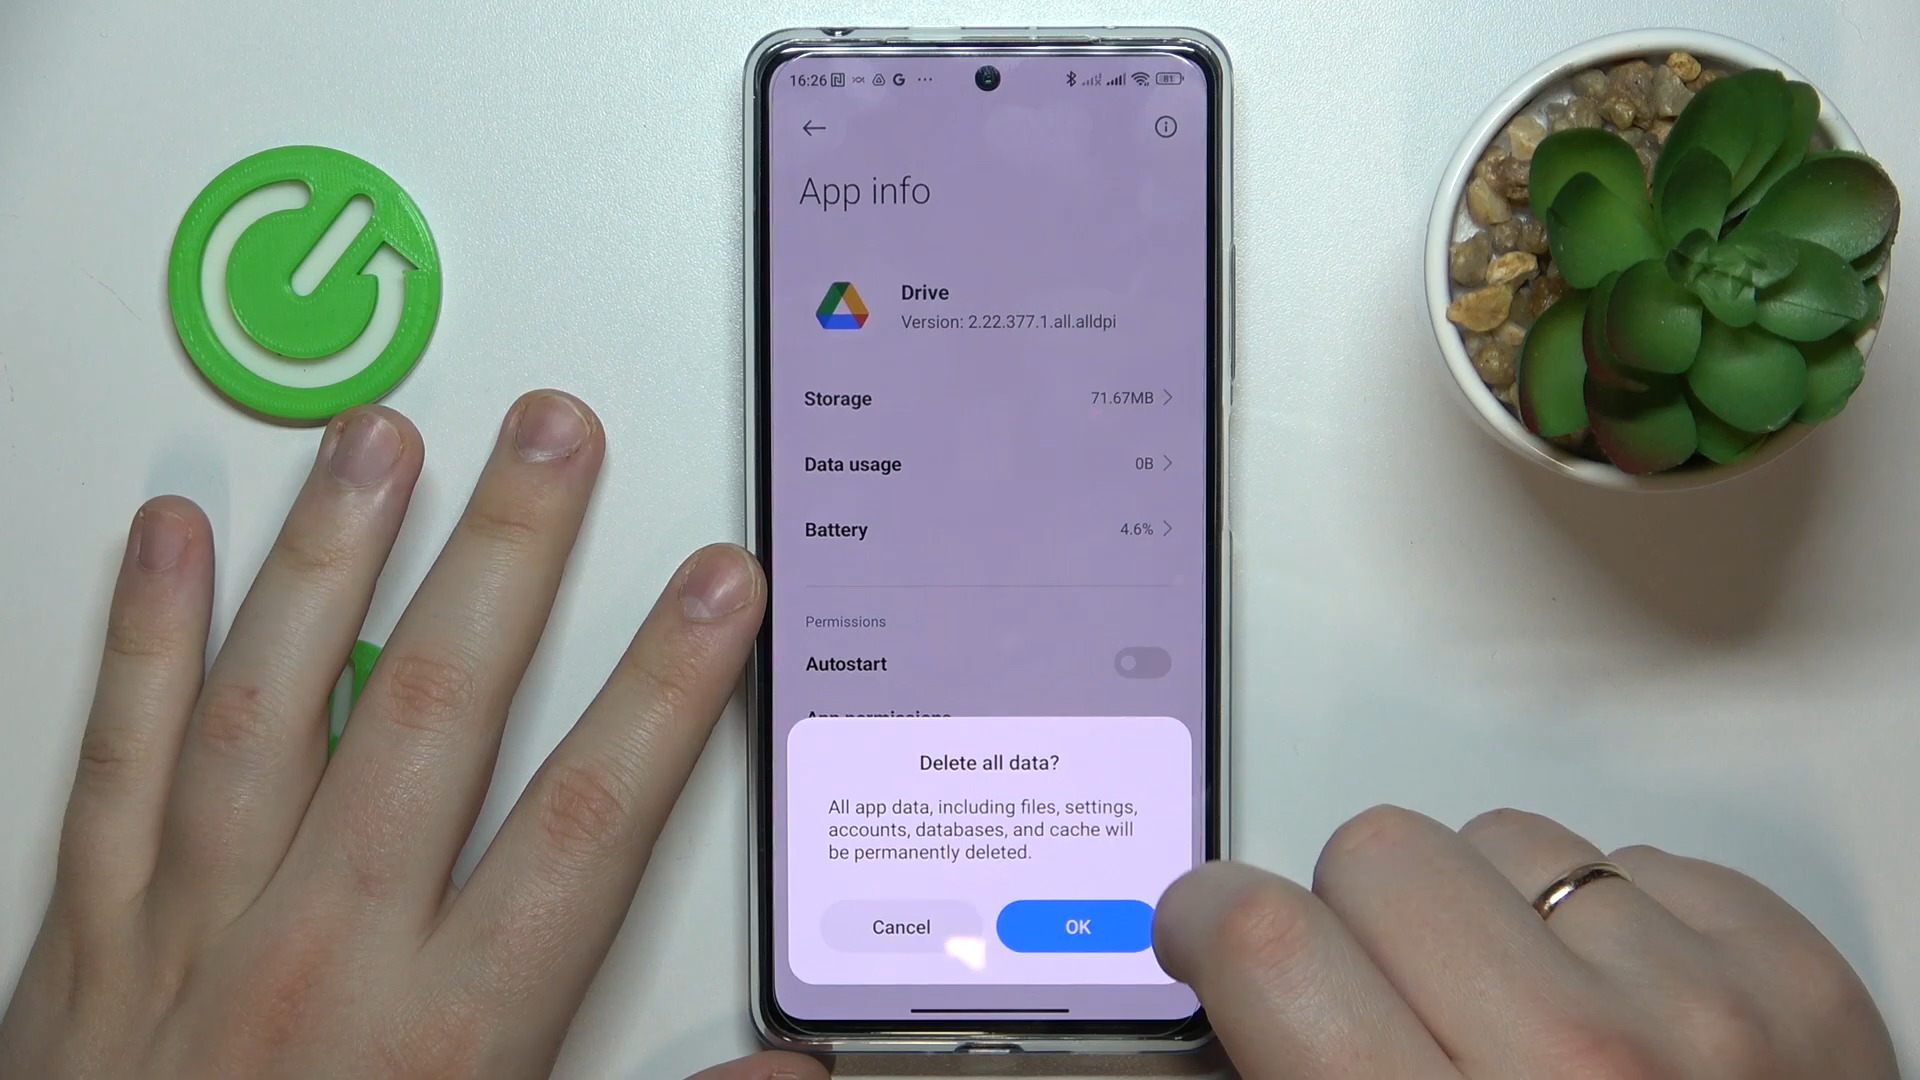 16:26
81
App info
Drive
Version: 2.22.377.1.all.alldpi
Storage
71.67MB
Data usage
0B
Battery
4.6%
Permissions
Autostart
App permissions
Delete all data?
All app data, including files, settings,
accounts, databases, and cache will
be permanently deleted.
Cancel
OK